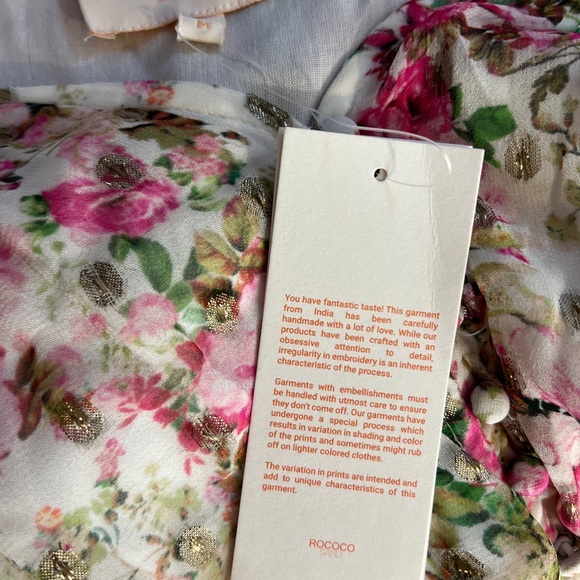 M
You have fantastic taste! This garment
from India has been carefully
handmade with a lot of love. While our
products have been crafted with an
obsessive attention to detail,
irregularity in embroidery is an inherent
characteristic of the process.
Garments with embellishments must
be handled with utmost care to ensure
they don't come off. Our garments have
undergone a special process which
results in variation in shading and color
of the prints and sometimes might rub
off on lighter colored clothes.
The variation in prints are intended and
add to unique characteristics of this
garment.
ROCOCO
SAND